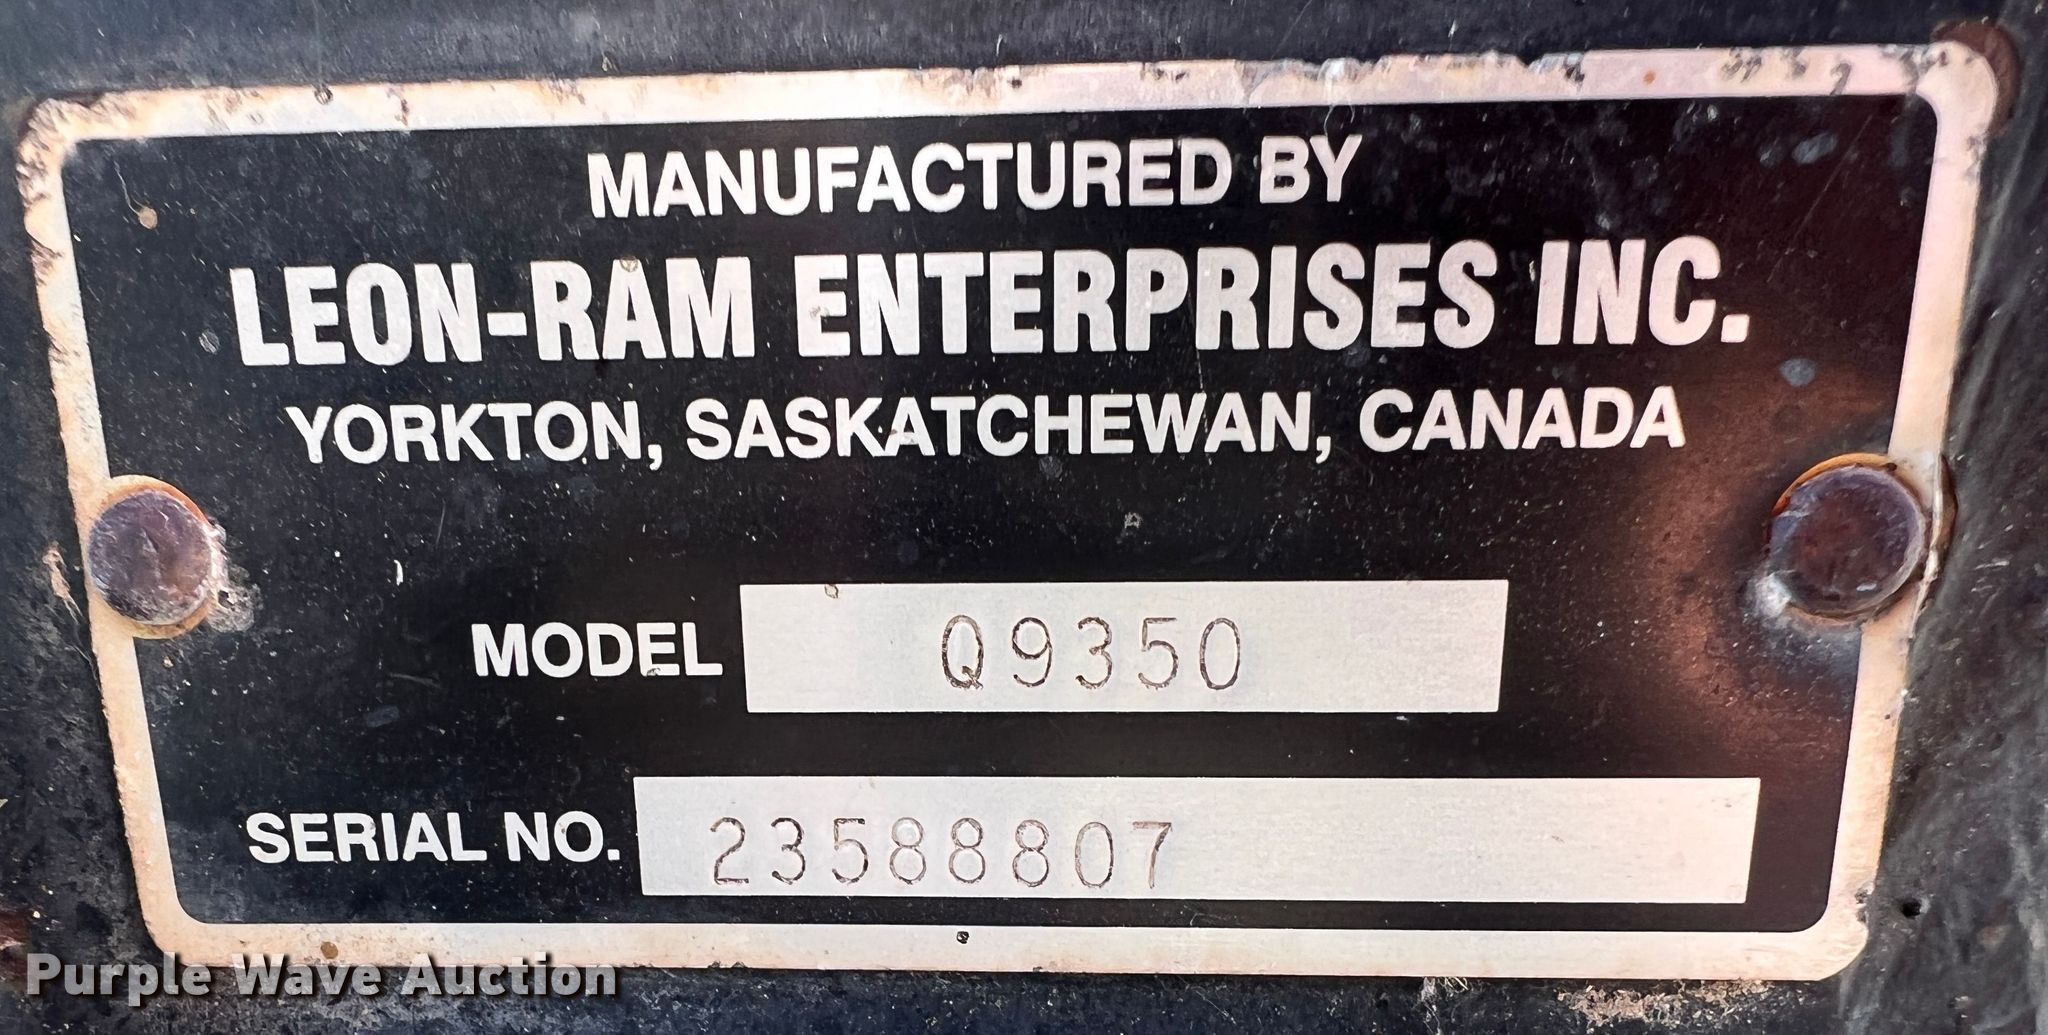 MANUFACTURED BY
LEON-RAM ENTERPRISES INC.
YORKTON, SASKATCHEWAN, CANADA
MODEL Q9350
SERIAL NO. 23588807
Purple Wave Auction